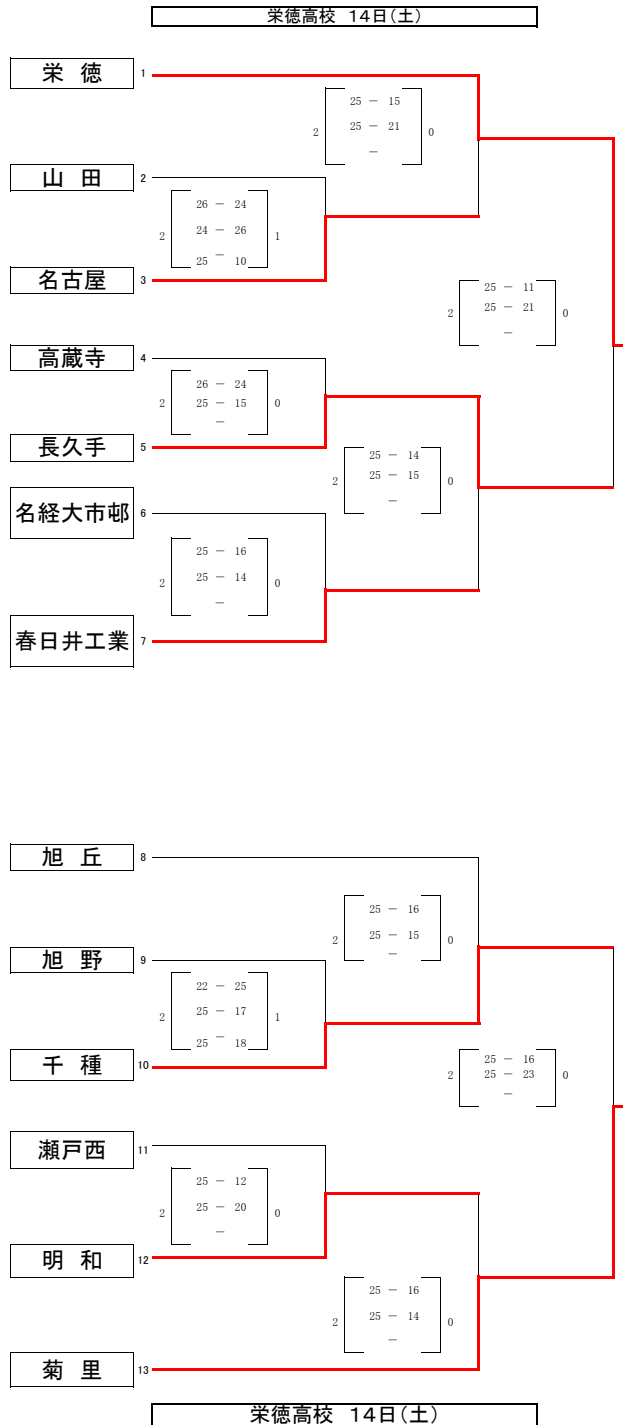 栄徳高校 14日(土)
栄 徳 1
25 － 15
2 25 － 21 0
－
山 田 2
26 － 24
2 24 － 26 1
25 － 10
名古屋 3
25 － 11
2 25 － 21 0
－
高蔵寺 4
26 － 24
2 25 － 15 0
－
長久手 5
25 － 14
2 25 － 15 0
－
名経大市邨 6
25 － 16
2 25 － 14 0
－
春日井工業 7
旭 丘 8
25 － 16
2 25 － 15 0
－
旭 野 9
22 － 25
2 25 － 17 1
25 － 18
千 種 10
25 － 16
2 25 － 23 0
－
瀬戸西 11
25 － 12
2 25 － 20 0
－
明 和 12
25 － 16
2 25 － 14 0
－
菊 里 13
栄徳高校 14日(土)